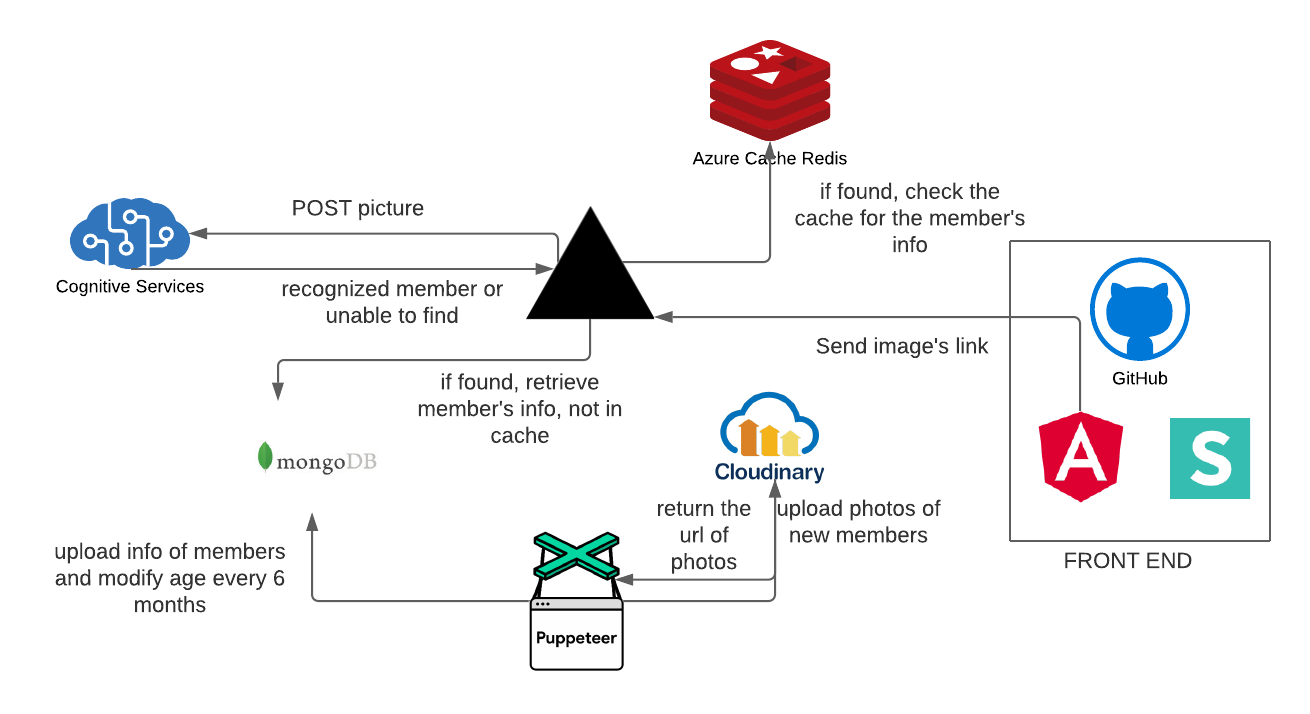 Azure Cache Redis
if found, check the
cache for the member's
info
POST picture
Cognitive Services
recognized member or
unable to find
Send image's link
GitHub
if found, retrieve
member's info, not in
cache
A
S
mongoDB
Cloudinary
return the
url of
photos
upload photos of
new members
upload info of members
and modify age every 6
months
FRONT END
Puppeteer